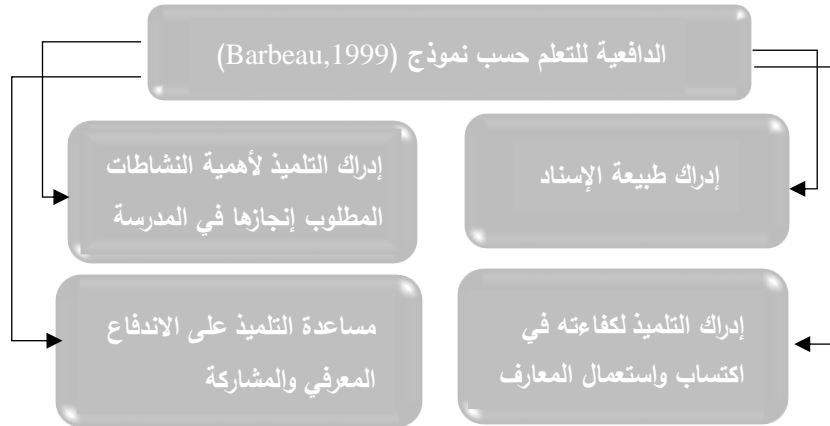 الدافعية للتعلم حسب نموذج (Barbeau,1999)
إدراك طبيعة الإسناد
إدراك التلميذ لأهمية النشاطات
المطلوب إنجازها في المدرسة
إدراك التلميذ لكفاءته في
اكتساب واستعمال المعارف
مساعدة التلميذ على الاندفاع
المعرفي والمشاركة